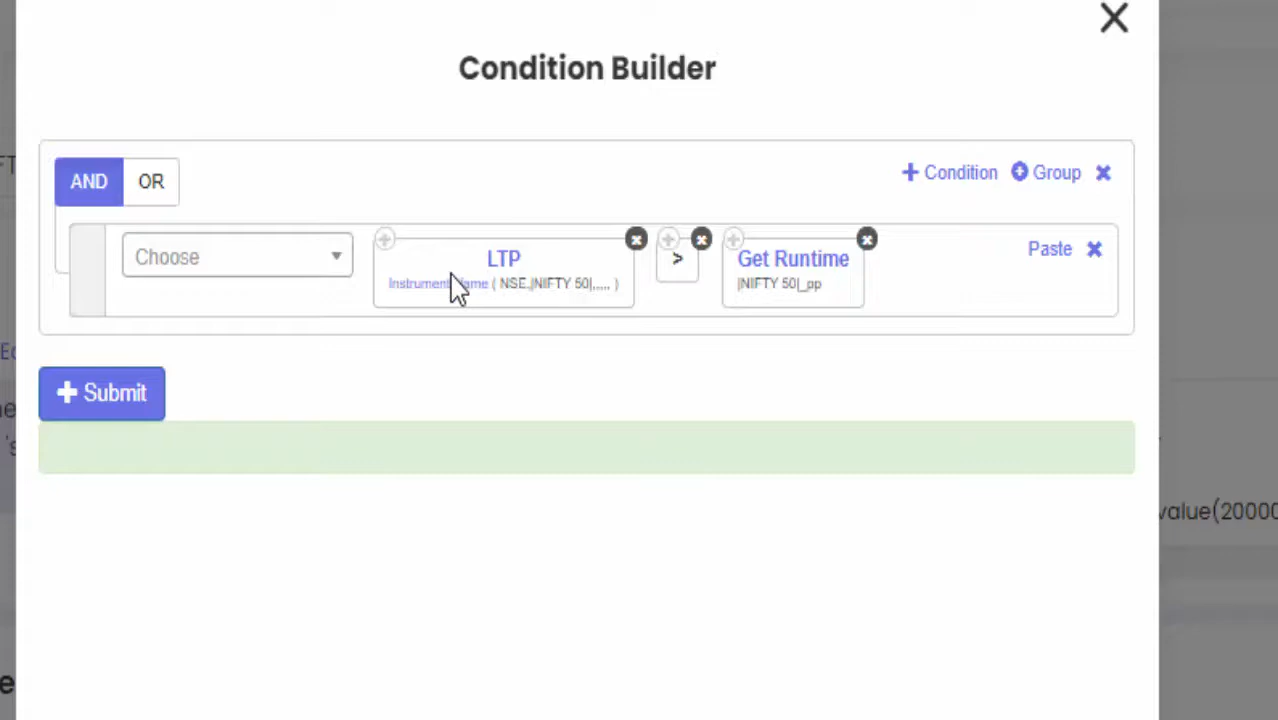 Condition Builder
AND OR + Condition Group
Choose LTP > Get Runtime Paste
Instrument Name ( NSE,|NIFTY 50|,,,,, ) |NIFTY 50|_pp
+ Submit
value(20000